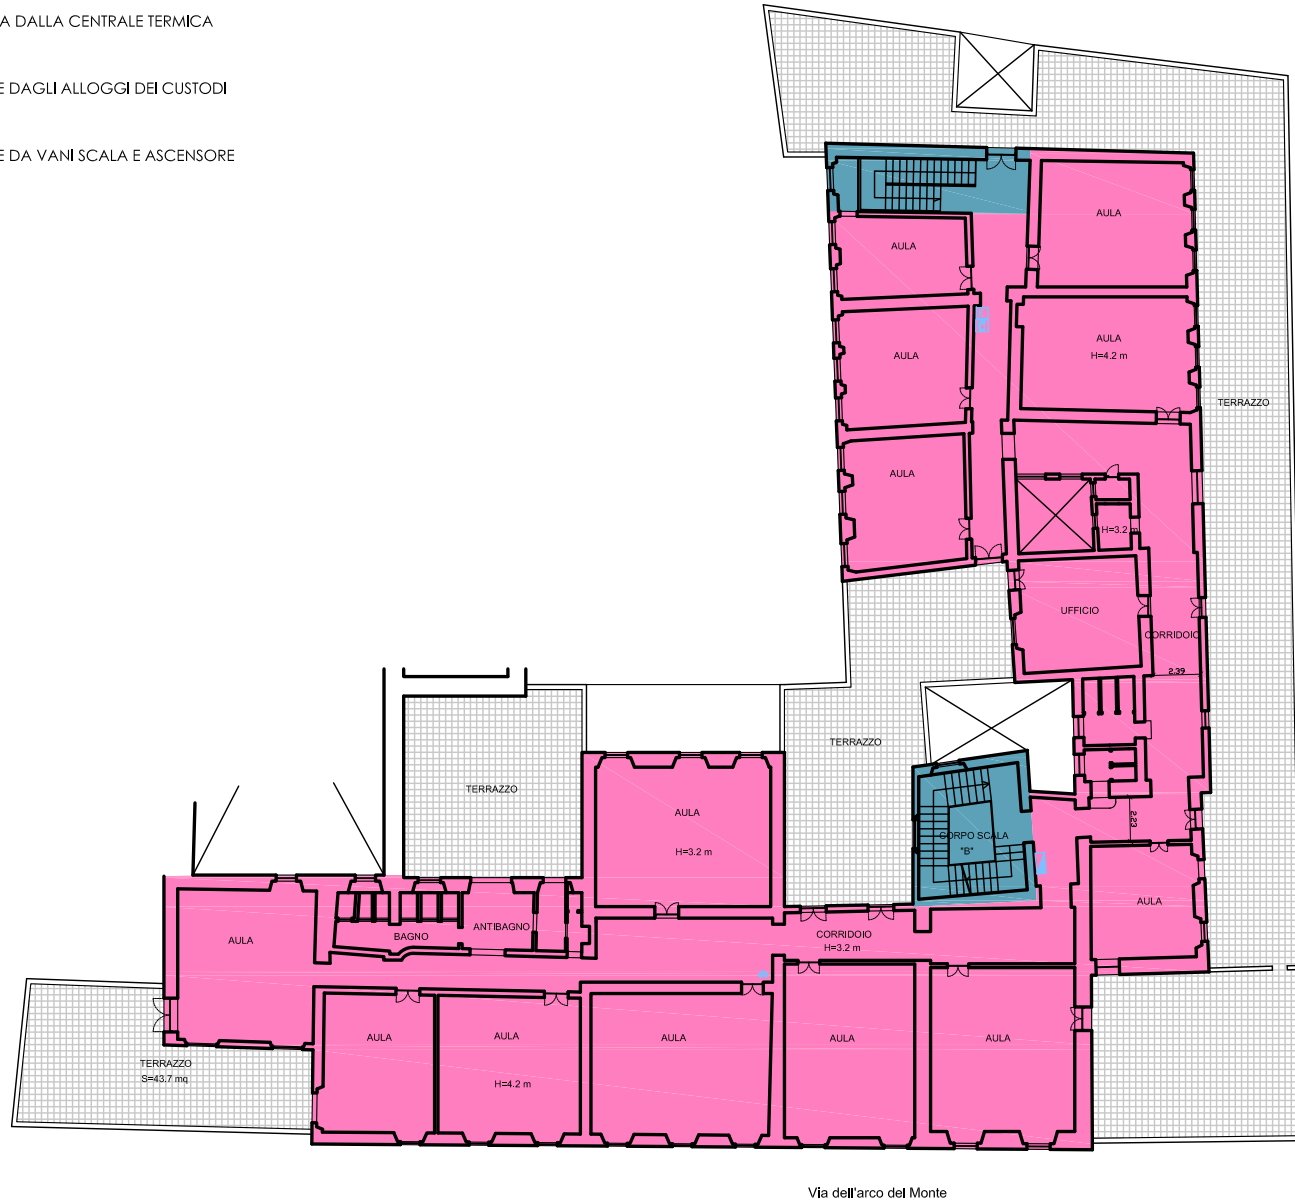 A DALLA CENTRALE TERMICA
E DAGLI ALLOGGI DEI CUSTODI
E DA VANI SCALA E ASCENSORE
AULA
AULA
AULA
H=4.2 m
AULA
TERRAZZO
AULA
H=3.2 m
UFFICIO
CORRIDOIO
2.39
TERRAZZO
TERRAZZO
AULA
H=3.2 m
2.23
CORPO SCALA
"B"
AULA
AULA
BAGNO
ANTIBAGNO
CORRIDOIO
H=3.2 m
AULA
AULA
H=4.2 m
AULA
AULA
AULA
TERRAZZO
S=43.7 mq
Via dell'arco del Monte